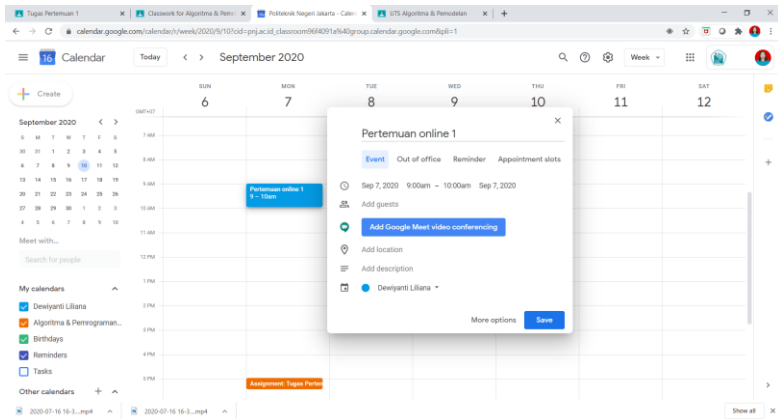 Tugas Pertemuan 1
Classwork for Algoritma & Pemr
Politeknik Negeri Jakarta - Calen
UTS Algoritma & Pemodelan
calendar.google.com/calendar/r/week/2020/9/10?cid=pnj.ac.id_classroom96f4091a%40group.calendar.google.com&pli=1
16 Calendar
Today
September 2020
Week
Create
SUN MON TUE WED THU FRI SAT
6 7 8 9 10 11 12
GMT+07
September 2020
S M T W T F S
30 31 1 2 3 4 5
6 7 8 9 10 11 12
13 14 15 16 17 18 19
20 21 22 23 24 25 26
27 28 29 30 1 2 3
4 5 6 7 8 9 10
Meet with...
Search for people
My calendars
Dewiyanti Liliana
Algoritma & Pemrograman...
Birthdays
Reminders
Tasks
Other calendars
7 AM
8 AM
9 AM
10 AM
11 AM
12 PM
1 PM
2 PM
3 PM
4 PM
5 PM
Pertemuan online 1
9 – 10am
Assignment: Tugas Perten
Pertemuan online 1
Event Out of office Reminder Appointment slots
Sep 7, 2020 9:00am – 10:00am Sep 7, 2020
Add guests
Add Google Meet video conferencing
Add location
Add description
Dewiyanti Liliana
More options Save
2020-07-16 16-3....mp4
2020-07-16 16-3....mp4
Show all